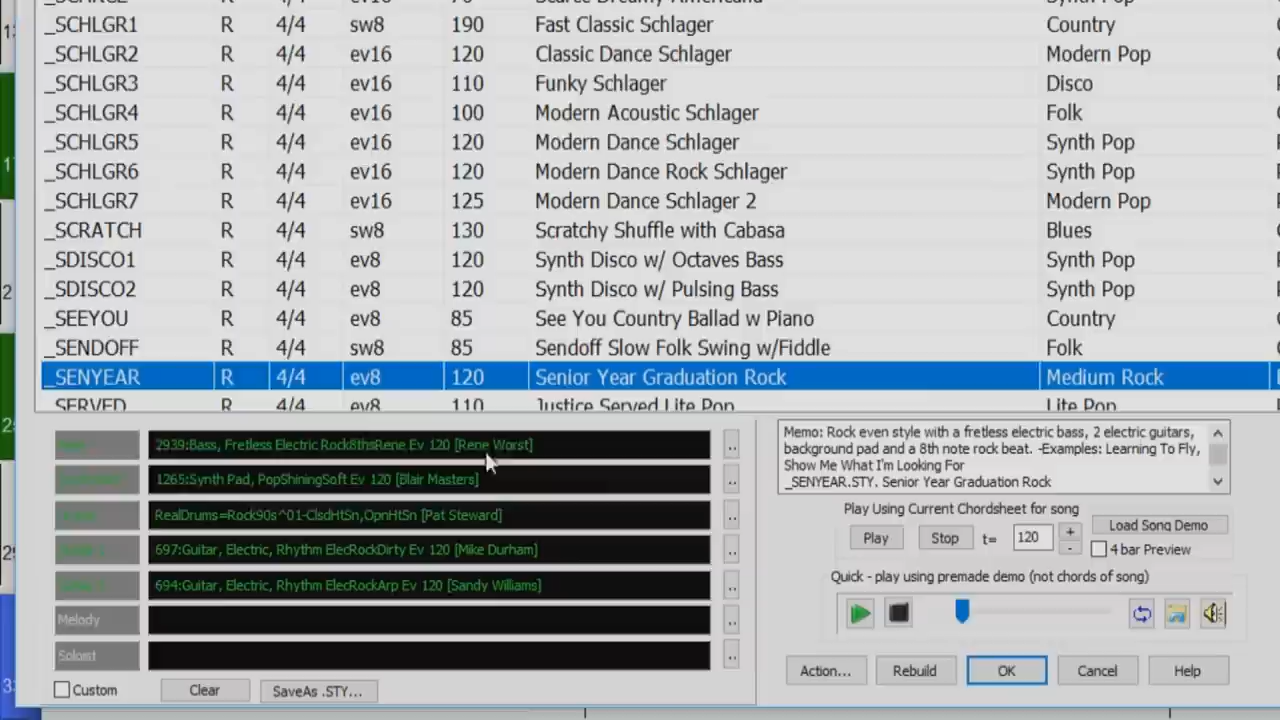 _SCHLGR1 R 4/4 sw8 190 Fast Classic Schlager Country
_SCHLGR2 R 4/4 ev16 120 Classic Dance Schlager Modern Pop
_SCHLGR3 R 4/4 ev16 110 Funky Schlager Disco
_SCHLGR4 R 4/4 ev16 100 Modern Acoustic Schlager Folk
_SCHLGR5 R 4/4 ev16 120 Modern Dance Schlager Synth Pop
_SCHLGR6 R 4/4 ev16 120 Modern Dance Rock Schlager Synth Pop
_SCHLGR7 R 4/4 ev16 125 Modern Dance Schlager 2 Modern Pop
_SCRATCH R 4/4 sw8 130 Scratchy Shuffle with Cabasa Blues
_SDISCO1 R 4/4 ev8 120 Synth Disco w/ Octaves Bass Synth Pop
_SDISCO2 R 4/4 ev8 120 Synth Disco w/ Pulsing Bass Synth Pop
_SEEYOU R 4/4 ev8 85 See You Country Ballad w Piano Country
_SENDOFF R 4/4 sw8 85 Sendoff Slow Folk Swing w/Fiddle Folk
_SENYEAR R 4/4 ev8 120 Senior Year Graduation Rock Medium Rock
SERVED R 4/4 ev8 110 Justice Served Lite Pop Lite Pop
2939:Bass, Fretless Electric Rock8thsRene Ev 120 [Rene Worst]
1265:Synth Pad, PopShiningSoft Ev 120 [Blair Masters]
RealDrums=Rock90s^01-ClsdHtSn,OpnHtSn [Pat Steward]
697:Guitar, Electric, Rhythm ElecRockDirty Ev 120 [Mike Durham]
694:Guitar, Electric, Rhythm ElecRockArp Ev 120 [Sandy Williams]
Melody
Soloist
Custom Clear SaveAs .STY...
Memo: Rock even style with a fretless electric bass, 2 electric guitars,
background pad and a 8th note rock beat. -Examples: Learning To Fly,
Show Me What I'm Looking For
_SENYEAR.STY. Senior Year Graduation Rock
Play Using Current Chordsheet for song
Play Stop t= 120 + - Load Song Demo
4 bar Preview
Quick - play using premade demo (not chords of song)
Action... Rebuild OK Cancel Help